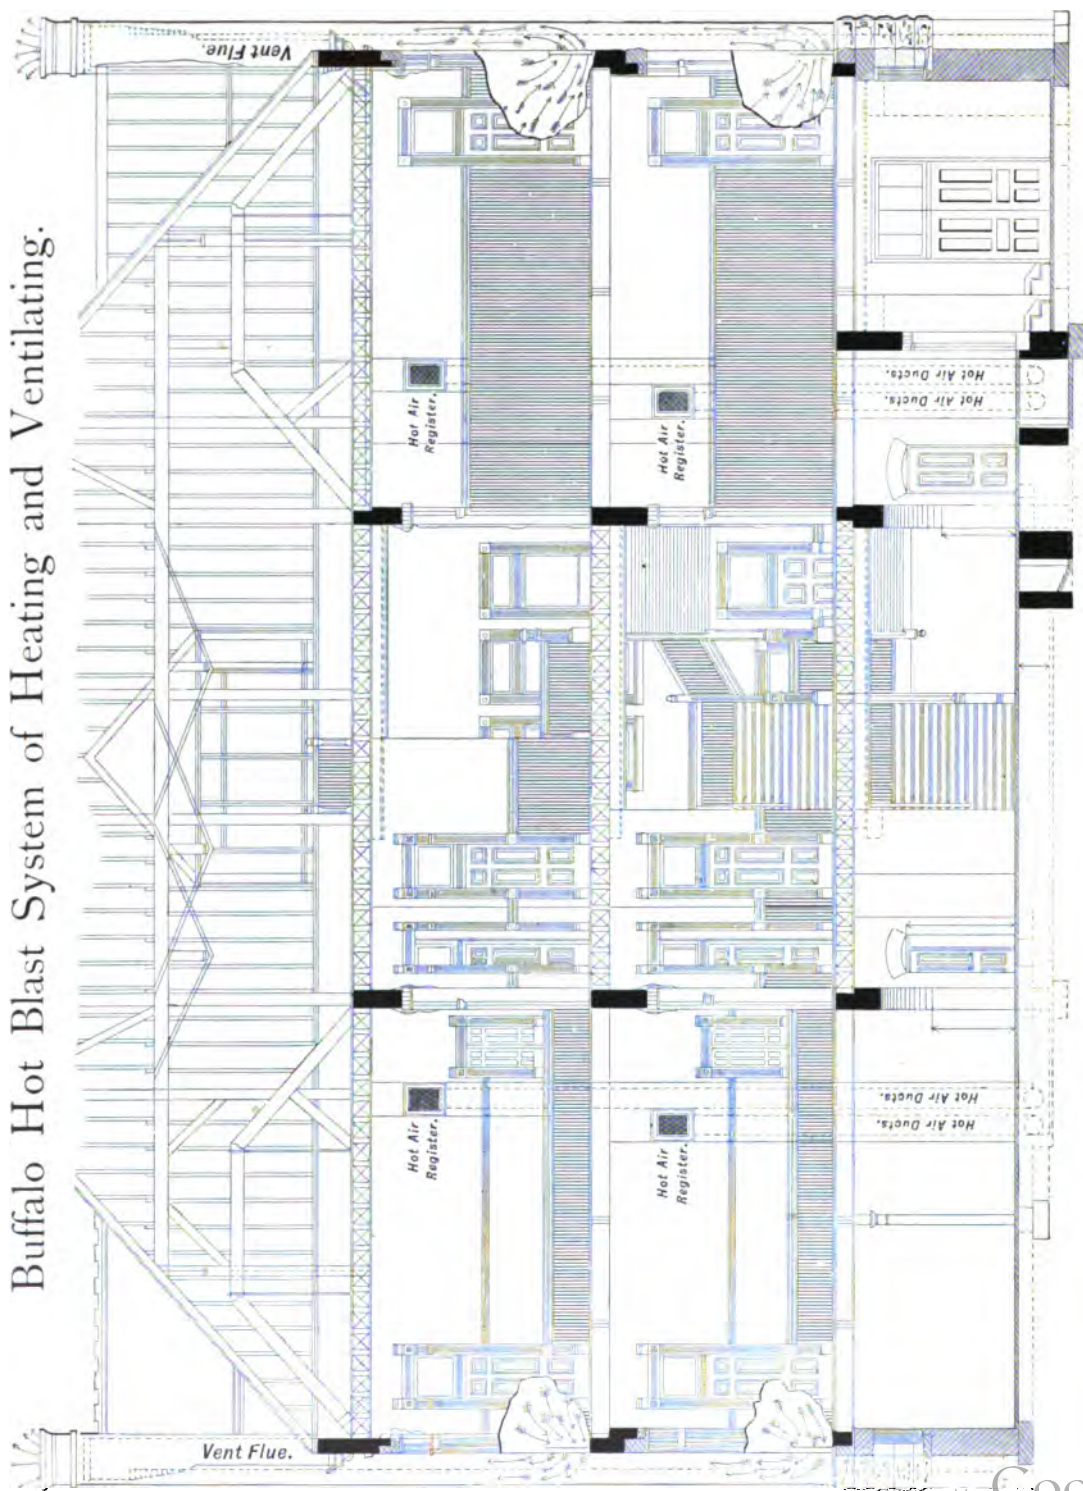 Buffalo Hot Blast System of Heating and Ventilating.
Vent Flue.
Vent Flue.
Hot Air
Register.
Hot Air
Register.
Hot Air
Register.
Hot Air
Register.
Hot Air Ducts.
Hot Air Ducts.
Hot Air Ducts.
Hot Air Ducts.